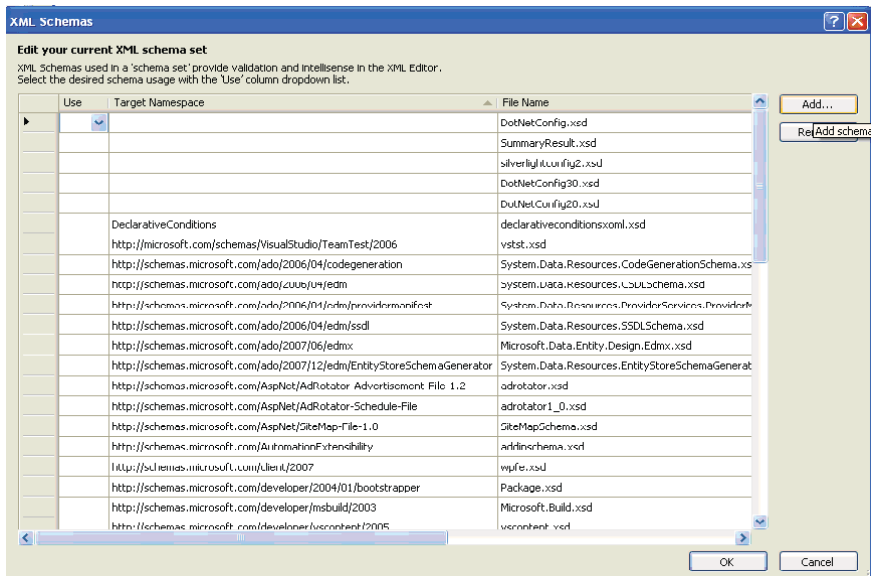 XML Schemas
Edit your current XML schema set
XML Schemas used in a 'schema set' provide validation and intellisense in the XML Editor.
Select the desired schema usage with the 'Use' column dropdown list.
Use Target Namespace File Name
Add...
DotNetConfig.xsd
Add schema
SummaryResult.xsd
silverlightconfig2.xsd
DotNetConfig30.xsd
DotNetConfig20.xsd
DeclarativeConditions declarativeconditionsxoml.xsd
http://microsoft.com/schemas/VisualStudio/TeamTest/2006 vstst.xsd
http://schemas.microsoft.com/ado/2006/04/codegeneration System.Data.Resources.CodeGenerationSchema.xs
http://schemas.microsoft.com/ado/2006/04/edm System.Data.Resources.CSDLSchema.xsd
http://schemas.microsoft.com/ado/2006/04/edm/providermanifest System.Data.Resources.ProviderServices.ProviderM
http://schemas.microsoft.com/ado/2006/04/edm/ssdl System.Data.Resources.SSDLSchema.xsd
http://schemas.microsoft.com/ado/2007/06/edmx Microsoft.Data.Entity.Design.Edmx.xsd
http://schemas.microsoft.com/ado/2007/12/edm/EntityStoreSchemaGenerator System.Data.Resources.EntityStoreSchemaGenerat
http://schemas.microsoft.com/AspNet/AdRotator-Advertisement-File-1.2 adrotator.xsd
http://schemas.microsoft.com/AspNet/AdRotator-Schedule-File adrotator1_0.xsd
http://schemas.microsoft.com/AspNet/SiteMap-File-1.0 SiteMapSchema.xsd
http://schemas.microsoft.com/AutomationExtensibility addinschema.xsd
http://schemas.microsoft.com/client/2007 wpfe.xsd
http://schemas.microsoft.com/developer/2004/01/bootstrapper Package.xsd
http://schemas.microsoft.com/developer/msbuild/2003 Microsoft.Build.xsd
http://schemas.microsoft.com/developer/vscontent/2005 vscontent.xsd
OK Cancel